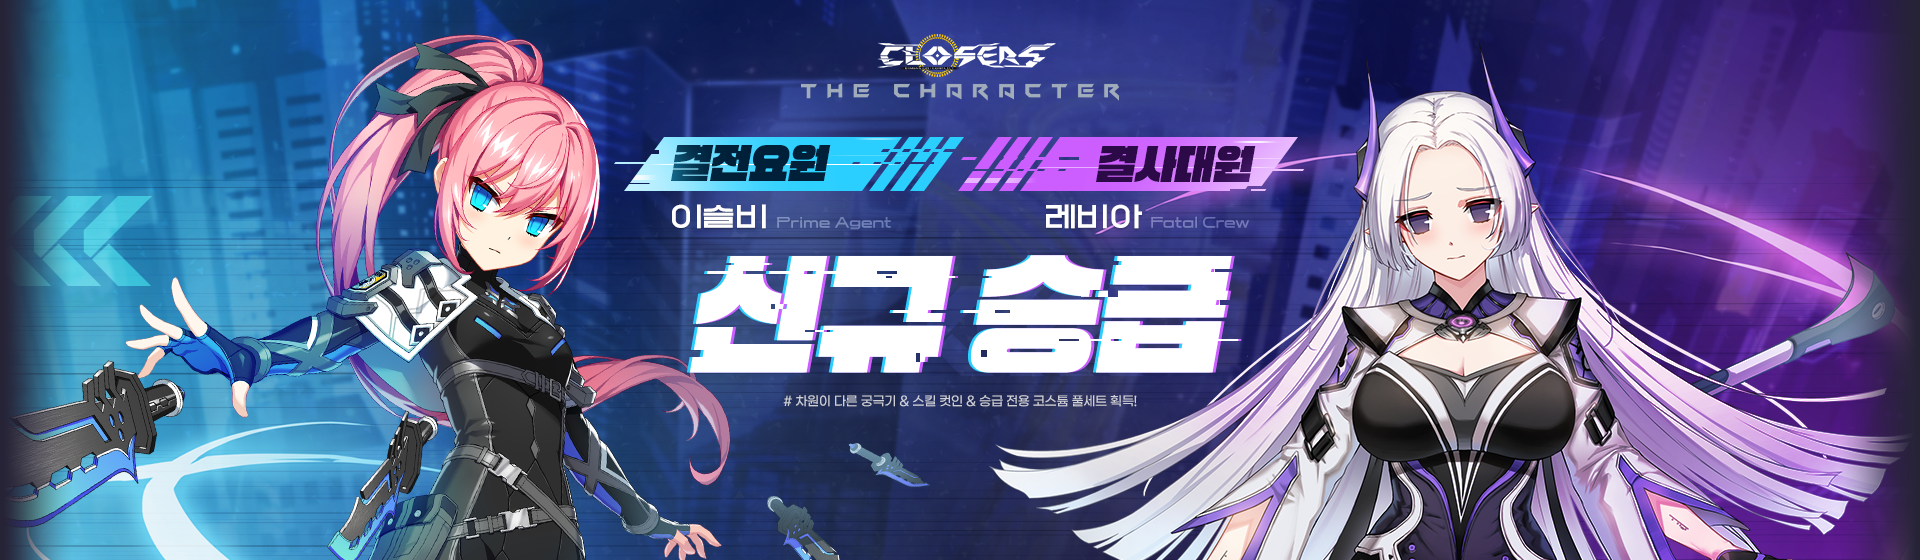 CLOSERS
THE CHARACTER
결전요원
결사대원
이슬비 Prime Agent
레비아 Fatal Crew
신규 승급
# 차원이 다른 궁극기 & 스킬 컷인 & 승급 전용 코스튬 풀세트 획득!